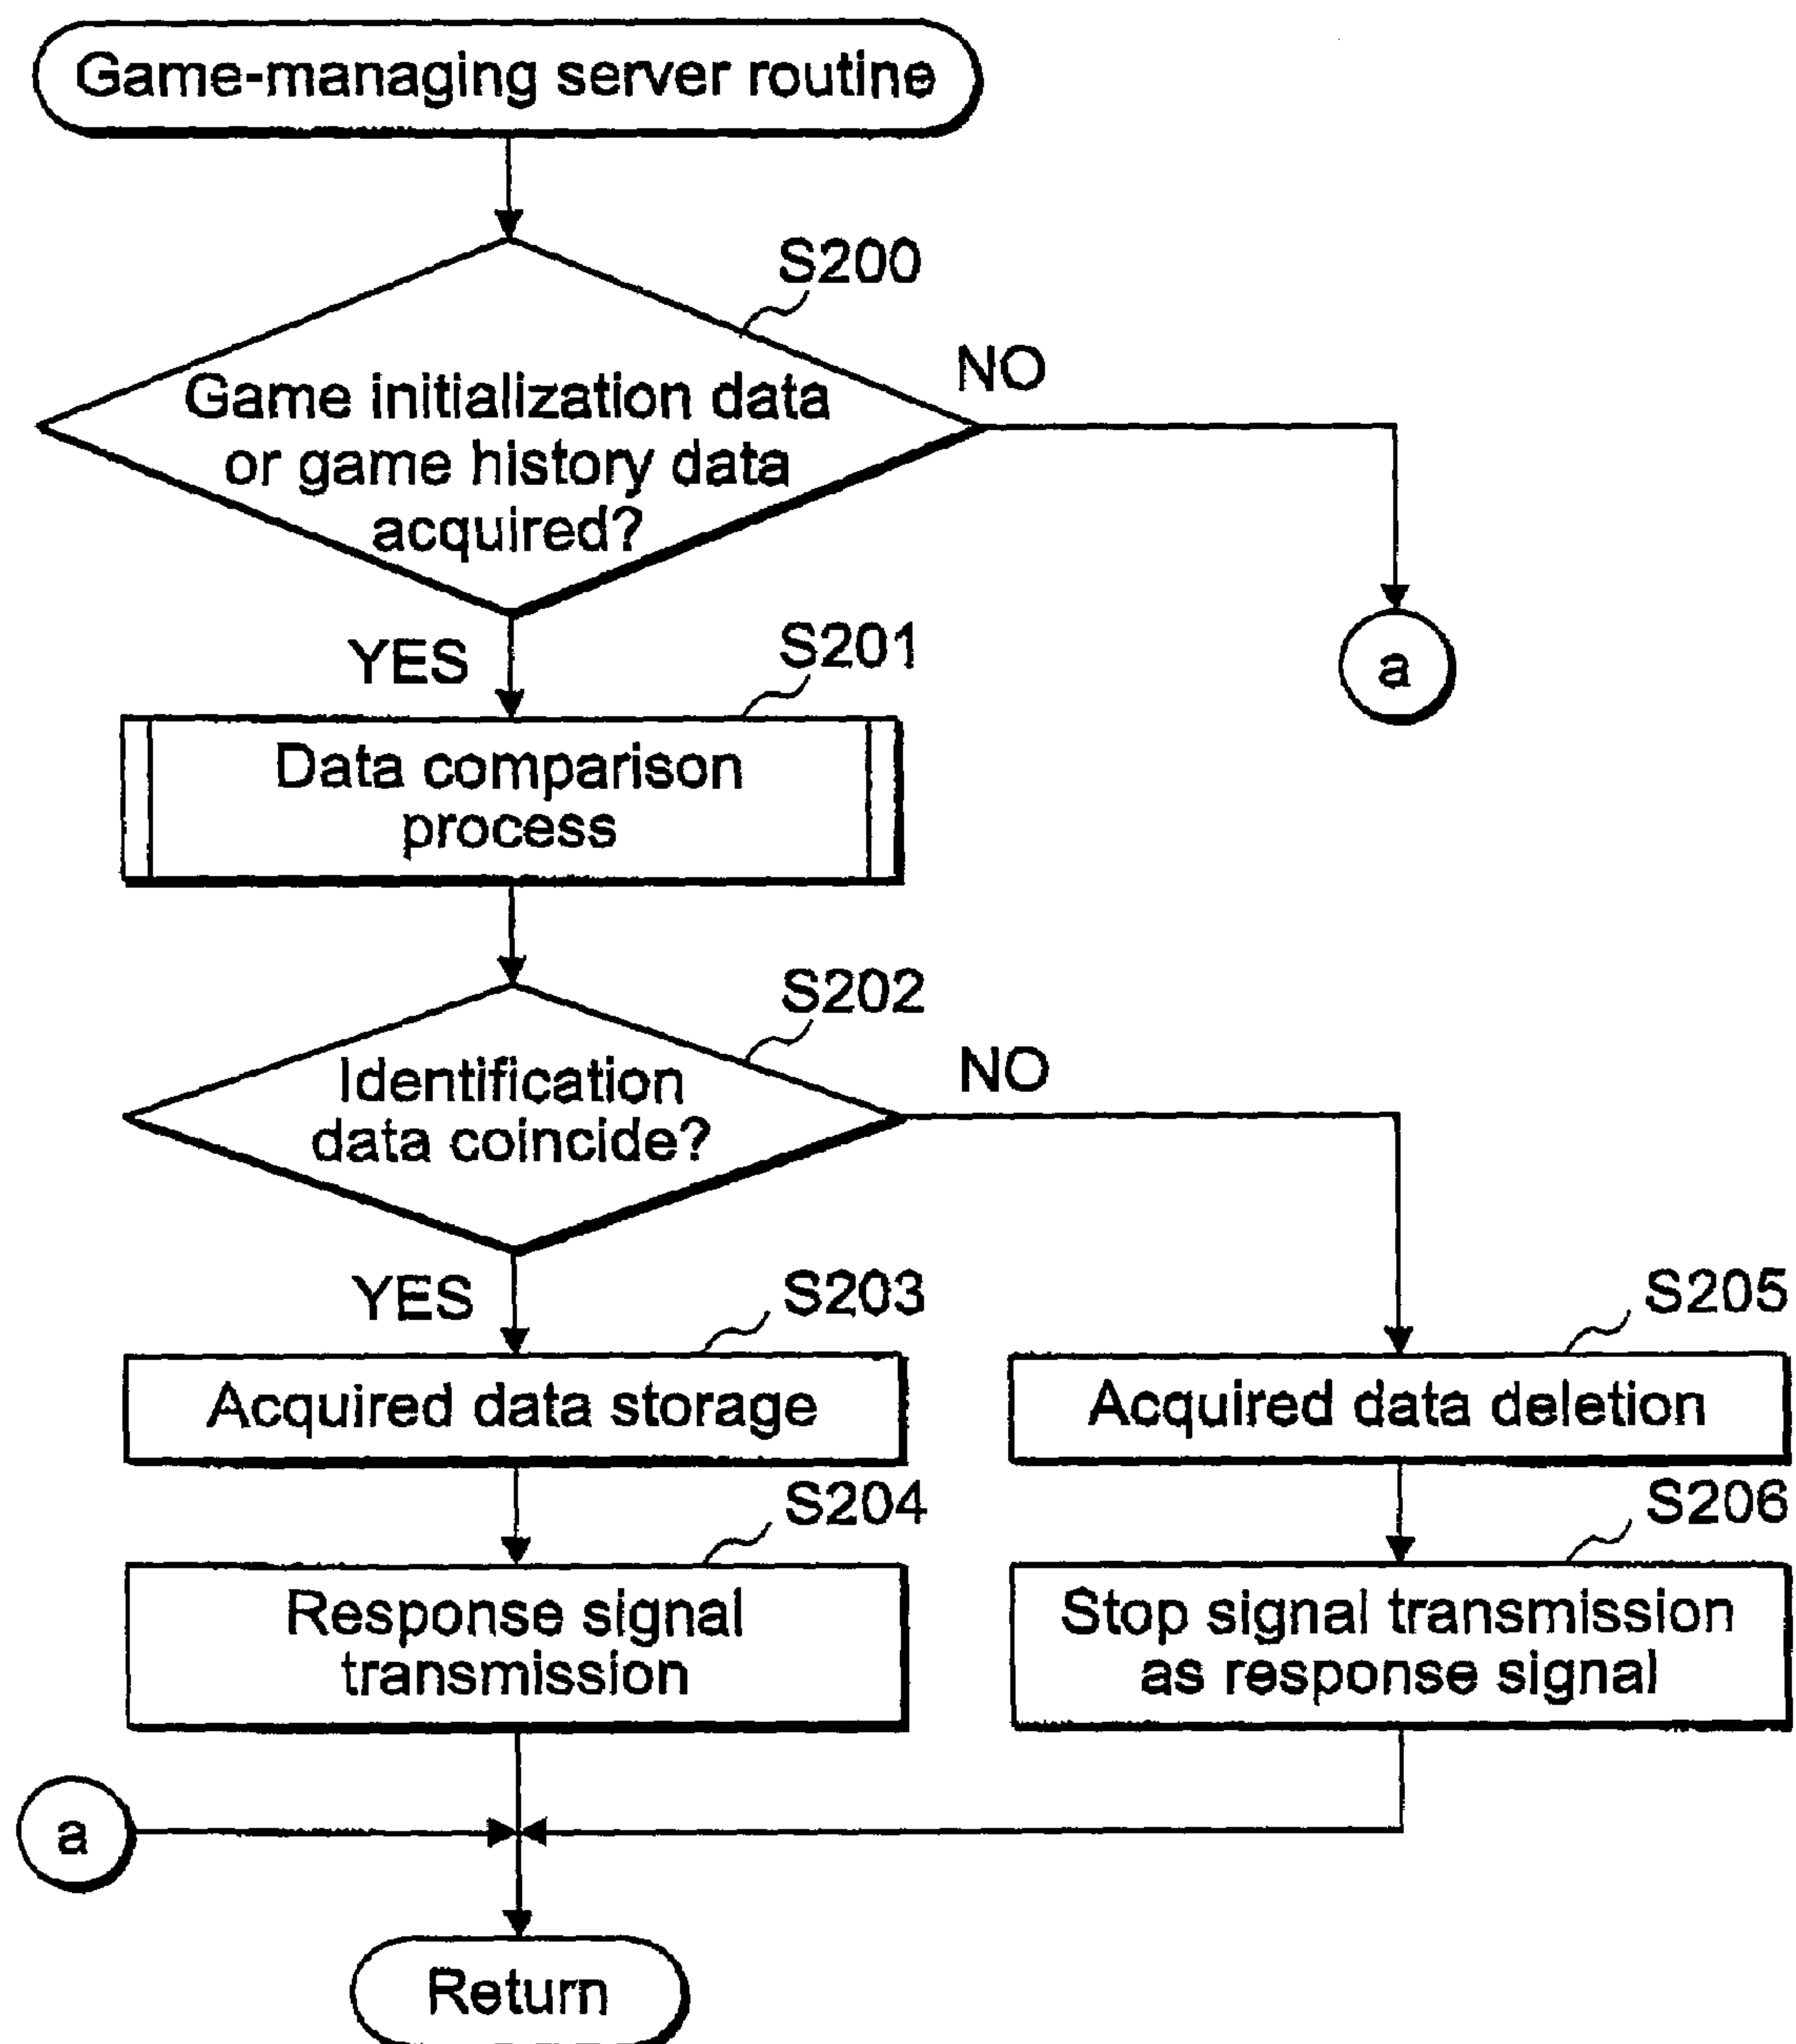 Game-managing server routine
S200
NO
Game initialization data
or game history data
acquired?
YES
S201
a
Data comparison
process
S202
NO
Identification
data coincide?
YES
S203
S205
Acquired data storage
Acquired data deletion
S204
S206
Response signal
transmission
Stop signal transmission
as response signal
a
Return